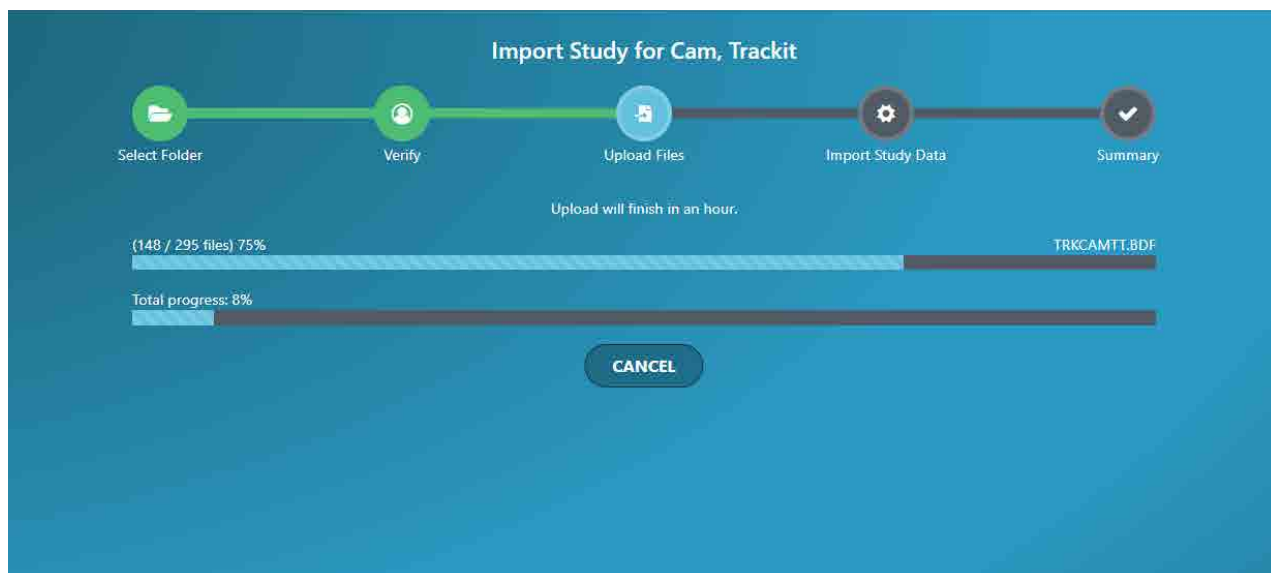 Import Study for Cam, Trackit
Select Folder
Verify
Upload Files
Import Study Data
Summary
Upload will finish in an hour.
(148 / 295 files) 75%
TRKCAMTT.BDF
Total progress: 8%
CANCEL